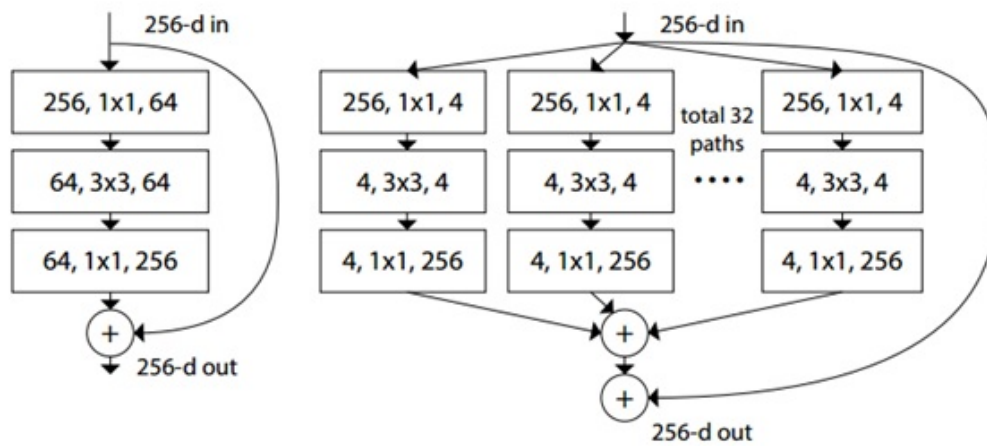 256-d in
256, 1x1, 64
64, 3x3, 64
64, 1x1, 256
+
256-d out
256-d in
256, 1x1, 4
256, 1x1, 4
total 32
paths
256, 1x1, 4
4, 3x3, 4
4, 3x3, 4
....
4, 3x3, 4
4, 1x1, 256
4, 1x1, 256
4, 1x1, 256
+
+
256-d out